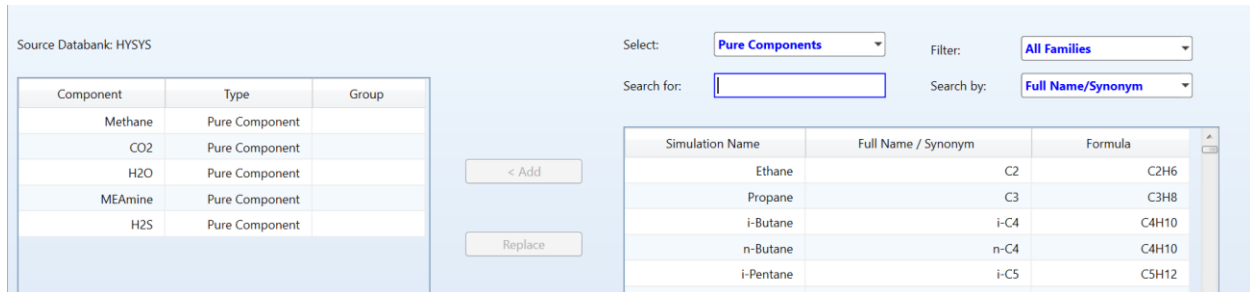 Source Databank: HYSYS
Select: Pure Components Filter: All Families
Search for: Search by: Full Name/Synonym
Component Type Group
Methane Pure Component
CO2 Pure Component
H2O Pure Component
MEAmine Pure Component
H2S Pure Component
< Add
Replace
Simulation Name Full Name / Synonym Formula
Ethane C2 C2H6
Propane C3 C3H8
i-Butane i-C4 C4H10
n-Butane n-C4 C4H10
i-Pentane i-C5 C5H12